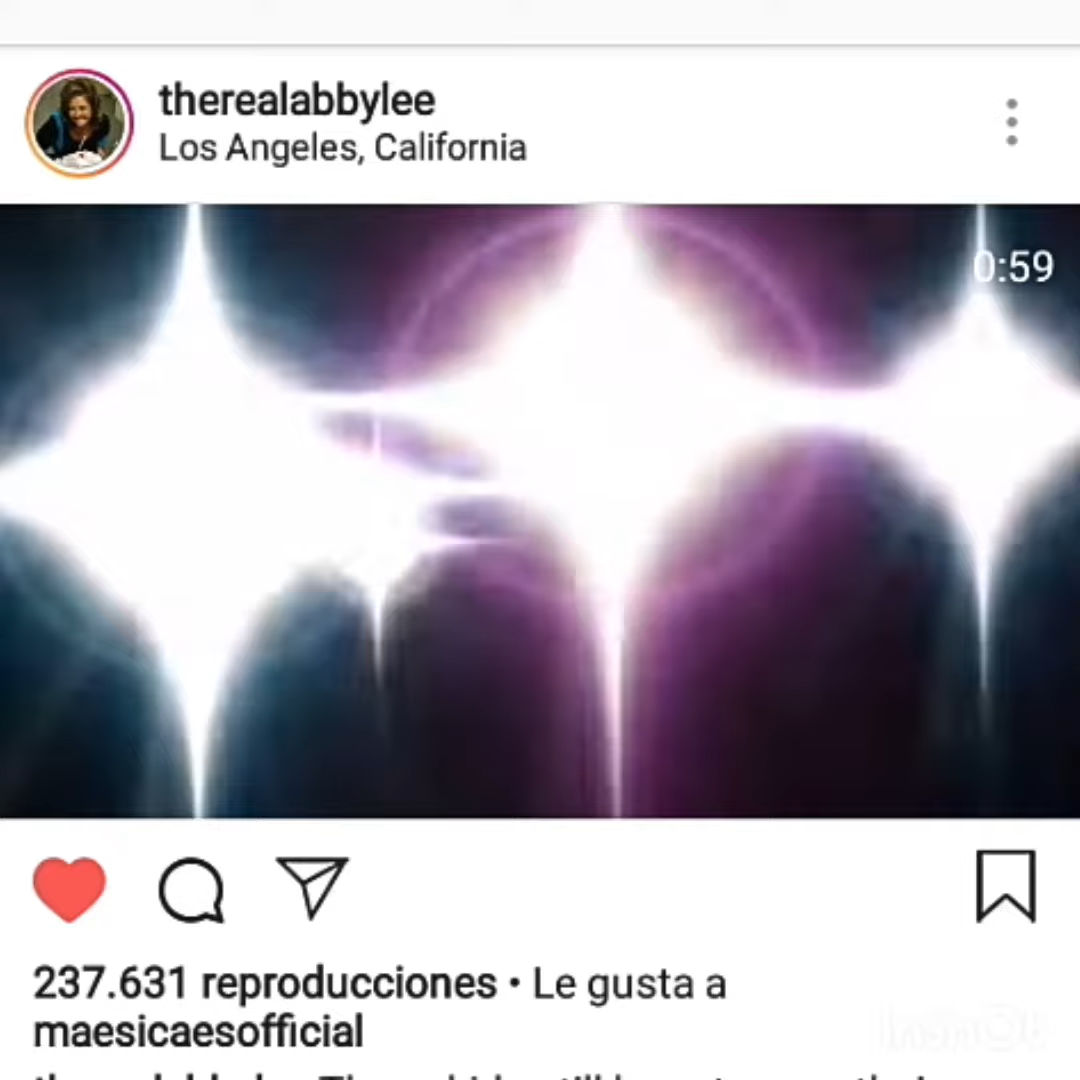 therealabbylee
Los Angeles, California
0:59
237.631 reproducciones • Le gusta a
maesicaesofficial